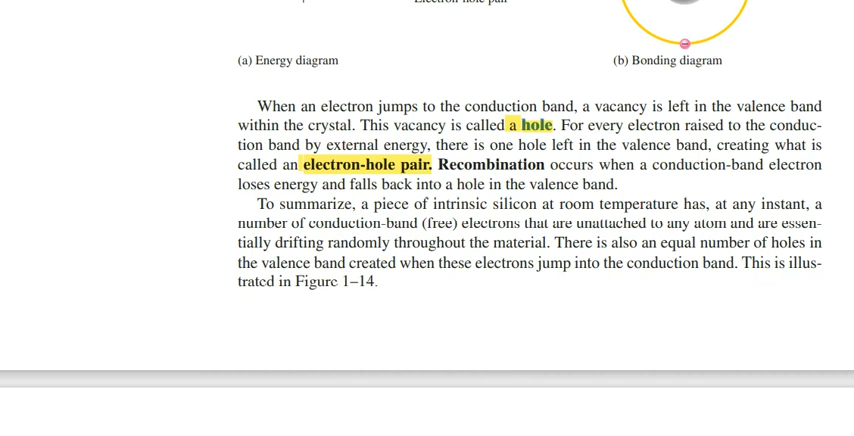 Electron-hole pair
(a) Energy diagram
(b) Bonding diagram
When an electron jumps to the conduction band, a vacancy is left in the valence band
within the crystal. This vacancy is called a hole. For every electron raised to the conduc-
tion band by external energy, there is one hole left in the valence band, creating what is
called an electron-hole pair. Recombination occurs when a conduction-band electron
loses energy and falls back into a hole in the valence band.
To summarize, a piece of intrinsic silicon at room temperature has, at any instant, a
number of conduction-band (free) electrons that are unattached to any atom and are essen-
tially drifting randomly throughout the material. There is also an equal number of holes in
the valence band created when these electrons jump into the conduction band. This is illus-
trated in Figure 1–14.